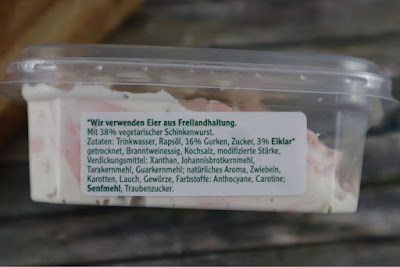 *Wir verwenden Eier aus Freilandhaltung.
Mit 38% vegetarischer Schinkenwurst.
Zutaten: Trinkwasser, Rapsöl, 16% Gurken, Zucker, 3% Eiklar*
getrocknet, Branntweinessig, Kochsalz, modifizierte Stärke,
Verdickungsmittel: Xanthan, Johannisbrotkernmehl,
Tarakernmehl, Guarkernmehl; natürliches Aroma, Zwiebeln,
Karotten, Lauch, Gewürze, Farbstoffe: Anthocyane, Carotine;
Senfmehl, Traubenzucker.